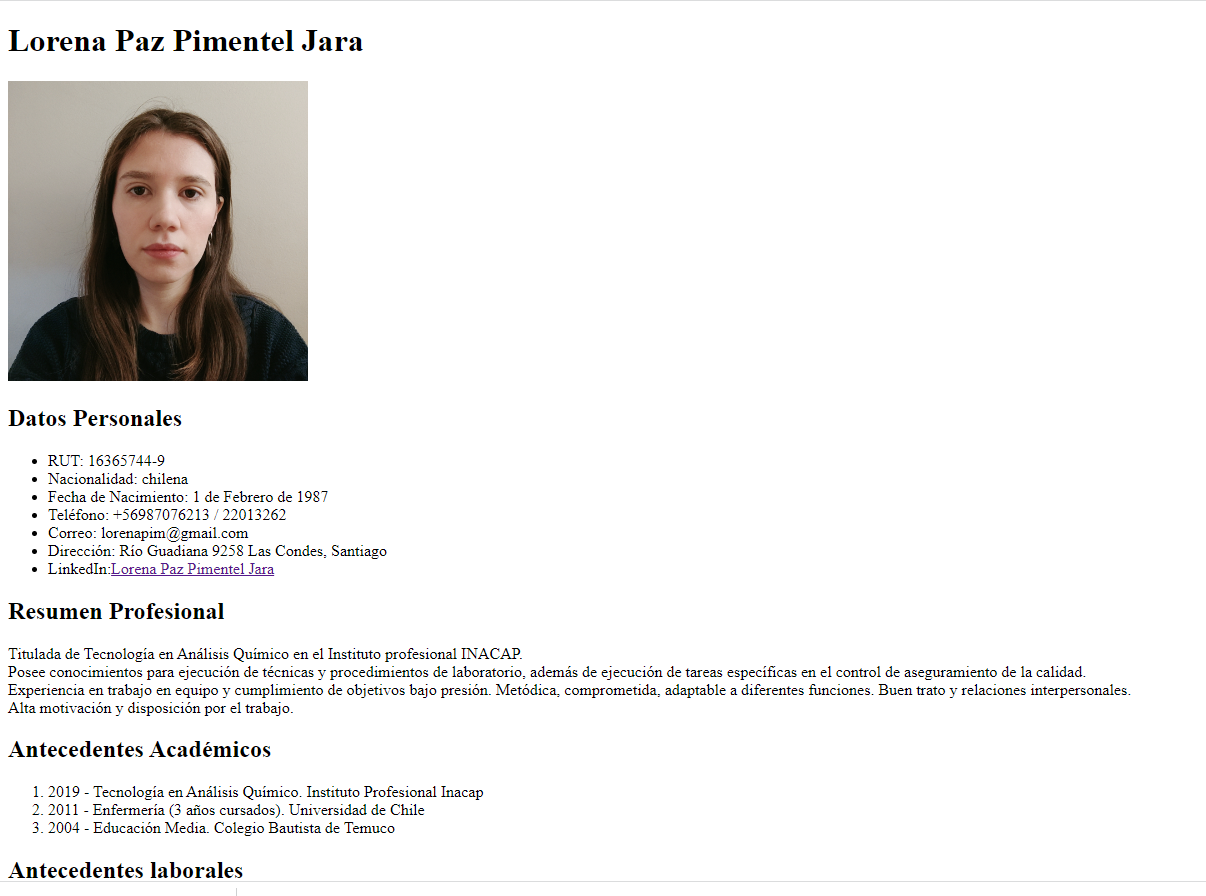 Lorena Paz Pimentel Jara
Datos Personales
RUT: 16365744-9
Nacionalidad: chilena
Fecha de Nacimiento: 1 de Febrero de 1987
Teléfono: +56987076213 / 22013262
Correo: lorenapim@gmail.com
Dirección: Río Guadiana 9258 Las Condes, Santiago
LinkedIn:Lorena Paz Pimentel Jara
Resumen Profesional
Titulada de Tecnología en Análisis Químico en el Instituto profesional INACAP.
Posee conocimientos para ejecución de técnicas y procedimientos de laboratorio, además de ejecución de tareas específicas en el control de aseguramiento de la calidad.
Experiencia en trabajo en equipo y cumplimiento de objetivos bajo presión. Metódica, comprometida, adaptable a diferentes funciones. Buen trato y relaciones interpersonales.
Alta motivación y disposición por el trabajo.
Antecedentes Académicos
1. 2019 - Tecnología en Análisis Químico. Instituto Profesional Inacap
2. 2011 - Enfermería (3 años cursados). Universidad de Chile
3. 2004 - Educación Media. Colegio Bautista de Temuco
Antecedentes laborales